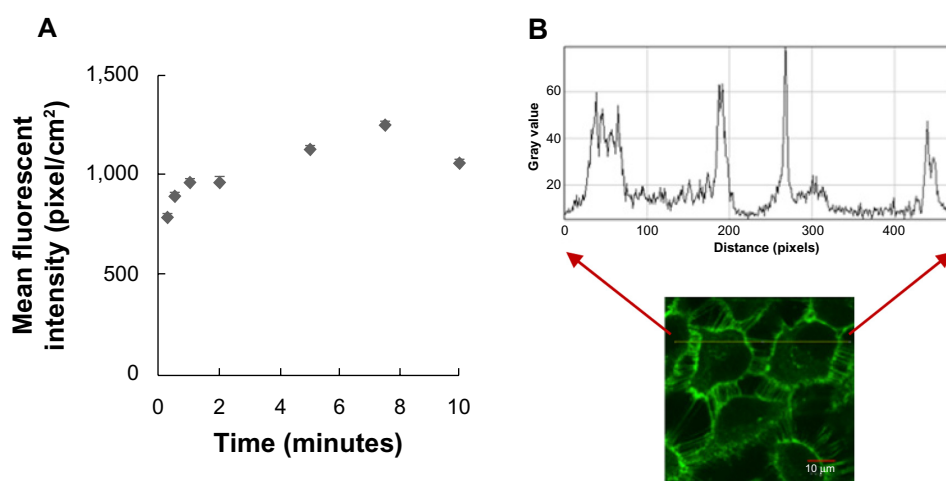 A
Mean fluorescent
intensity (pixel/cm²)
1,500
1,000
500
0
0 2 4 6 8 10
Time (minutes)
B
Gray value
60
40
20
0 100 200 300 400
Distance (pixels)
10 µm